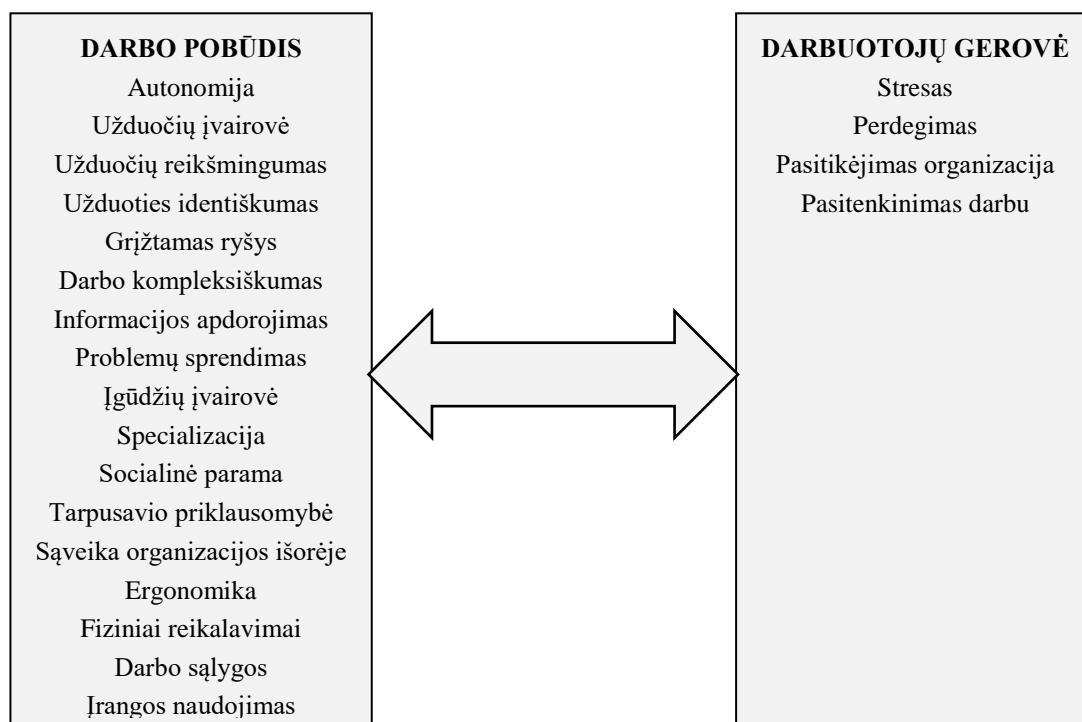 DARBO POBŪDIS
Autonomija
Užduočių įvairovė
Užduočių reikšmingumas
Užduoties identiškumas
Grįžtamas ryšys
Darbo kompleksiškumas
Informacijos apdorojimas
Problemų sprendimas
Įgūdžių įvairovė
Specializacija
Socialinė parama
Tarpusavio priklausomybė
Sąveika organizacijos išorėje
Ergonomika
Fiziniai reikalavimai
Darbo sąlygos
Įrangos naudojimas
DARBUOTOJŲ GEROVĖ
Stresas
Perdegimas
Pasitikėjimas organizacija
Pasitenkinimas darbu